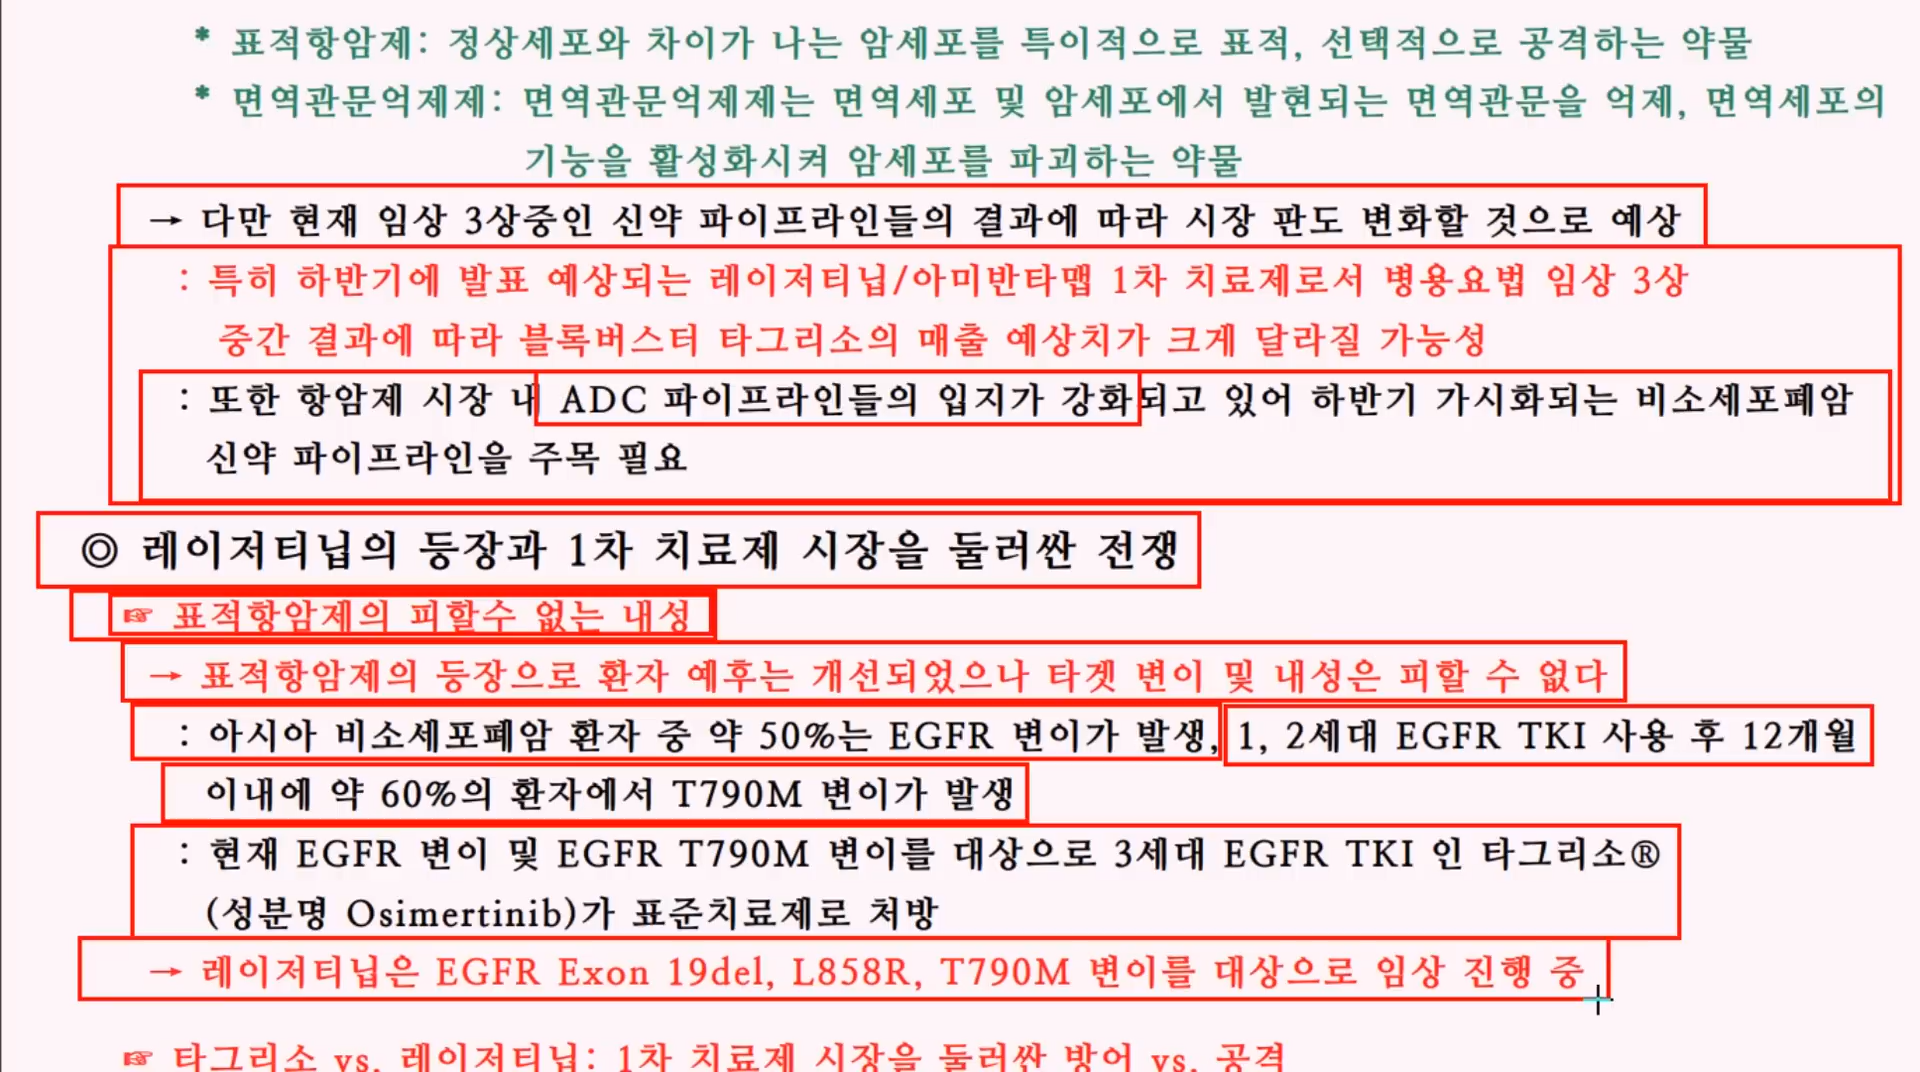 * 표적항암제: 정상세포와 차이가 나는 암세포를 특이적으로 표적, 선택적으로 공격하는 약물
* 면역관문억제제: 면역관문억제제는 면역세포 및 암세포에서 발현되는 면역관문을 억제, 면역세포의
기능을 활성화시켜 암세포를 파괴하는 약물
→ 다만 현재 임상 3상중인 신약 파이프라인들의 결과에 따라 시장 판도 변화할 것으로 예상
: 특히 하반기에 발표 예상되는 레이저티닙/아미반타맵 1차 치료제로서 병용요법 임상 3상
중간 결과에 따라 블록버스터 타그리소의 매출 예상치가 크게 달라질 가능성
: 또한 항암제 시장 내 ADC 파이프라인들의 입지가 강화되고 있어 하반기 가시화되는 비소세포폐암
신약 파이프라인을 주목 필요
◎ 레이저티닙의 등장과 1차 치료제 시장을 둘러싼 전쟁
☞ 표적항암제의 피할수 없는 내성
→ 표적항암제의 등장으로 환자 예후는 개선되었으나 타겟 변이 및 내성은 피할 수 없다
: 아시아 비소세포폐암 환자 중 약 50%는 EGFR 변이가 발생, 1, 2세대 EGFR TKI 사용 후 12개월
이내에 약 60%의 환자에서 T790M 변이가 발생
: 현재 EGFR 변이 및 EGFR T790M 변이를 대상으로 3세대 EGFR TKI 인 타그리소®
(성분명 Osimertinib)가 표준치료제로 처방
→ 레이저티닙은 EGFR Exon 19del, L858R, T790M 변이를 대상으로 임상 진행 중
☞ 타그리소 vs. 레이저티닙: 1차 치료제 시장을 둘러싼 방어 vs. 공격